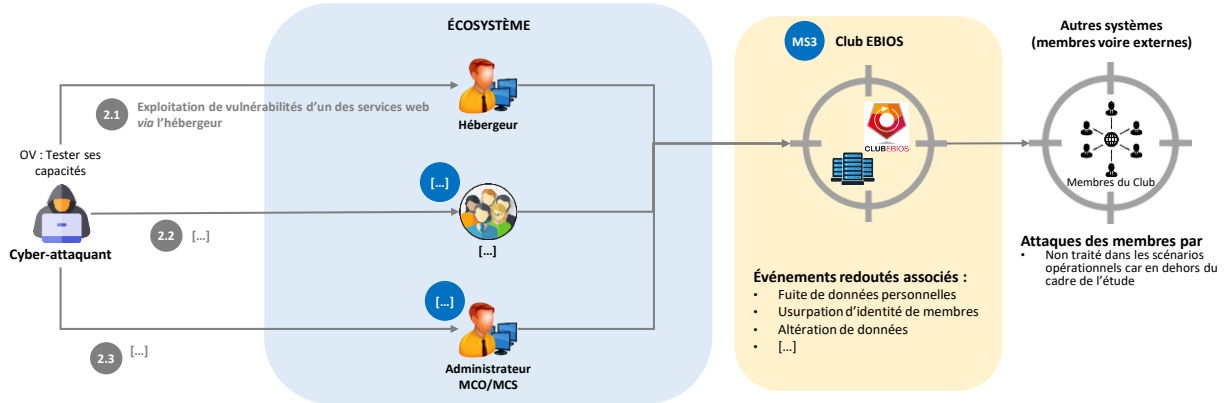 ÉCOSYSTÈME
MS3
Club EBIOS
Autres systèmes
(membres voire externes)
2.1
Exploitation de vulnérabilités d'un des services web
via l'hébergeur
Hébergeur
OV : Tester ses
capacités
Cyber-attaquant
[...]
2.2
[...]
[...]
[...]
2.3
[...]
Administrateur
MCO/MCS
CLUBEBIOS
Événements redoutés associés :
• Fuite de données personnelles
• Usurpation d'identité de membres
• Altération de données
• [...]
Membres du Club
Attaques des membres par
• Non traité dans les scénarios
opérationnels car en dehors du
cadre de l'étude